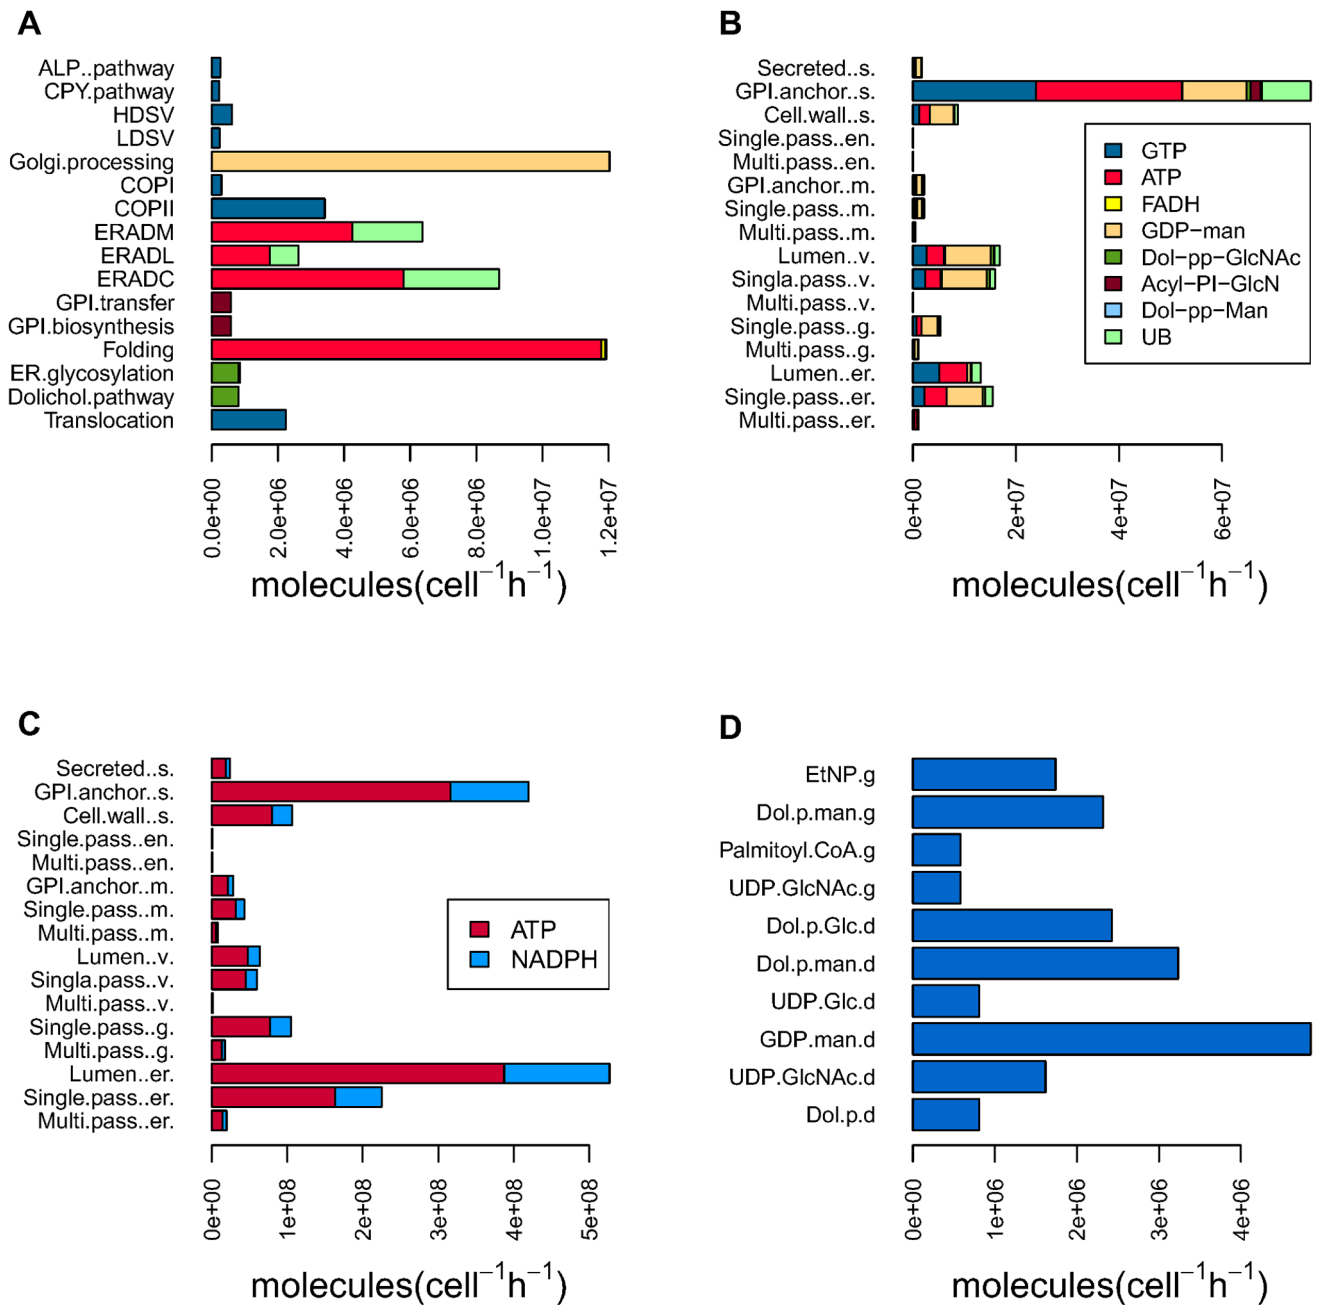 A
ALP..pathway
CPY.pathway
HDSV
LDSV
Golgi.processing
COPI
COPII
ERADM
ERADL
ERADC
GPI.transfer
GPI.biosynthesis
Folding
ER.glycosylation
Dolichol.pathway
Translocation
0.0e+00
2.0e+06
4.0e+06
6.0e+06
8.0e+06
1.0e+07
1.2e+07
molecules(cell⁻¹h⁻¹)
B
Secreted..s.
GPI.anchor..s.
Cell.wall..s.
Single.pass..en.
Multi.pass..en.
GPI.anchor..m.
Single.pass..m.
Multi.pass..m.
Lumen..v.
Singla.pass..v.
Multi.pass..v.
Single.pass..g.
Multi.pass..g.
Lumen..er.
Single.pass..er.
Multi.pass..er.
GTP
ATP
FADH
GDP−man
Dol−pp−GlcNAc
Acyl−PI−GlcN
Dol−pp−Man
UB
0e+00
2e+07
4e+07
6e+07
molecules(cell⁻¹h⁻¹)
C
Secreted..s.
GPI.anchor..s.
Cell.wall..s.
Single.pass..en.
Multi.pass..en.
GPI.anchor..m.
Single.pass..m.
Multi.pass..m.
Lumen..v.
Singla.pass..v.
Multi.pass..v.
Single.pass..g.
Multi.pass..g.
Lumen..er.
Single.pass..er.
Multi.pass..er.
ATP
NADPH
0e+00
1e+08
2e+08
3e+08
4e+08
5e+08
molecules(cell⁻¹h⁻¹)
D
EtNP.g
Dol.p.man.g
Palmitoyl.CoA.g
UDP.GlcNAc.g
Dol.p.Glc.d
Dol.p.man.d
UDP.Glc.d
GDP.man.d
UDP.GlcNAc.d
Dol.p.d
0e+00
1e+06
2e+06
3e+06
4e+06
molecules(cell⁻¹h⁻¹)